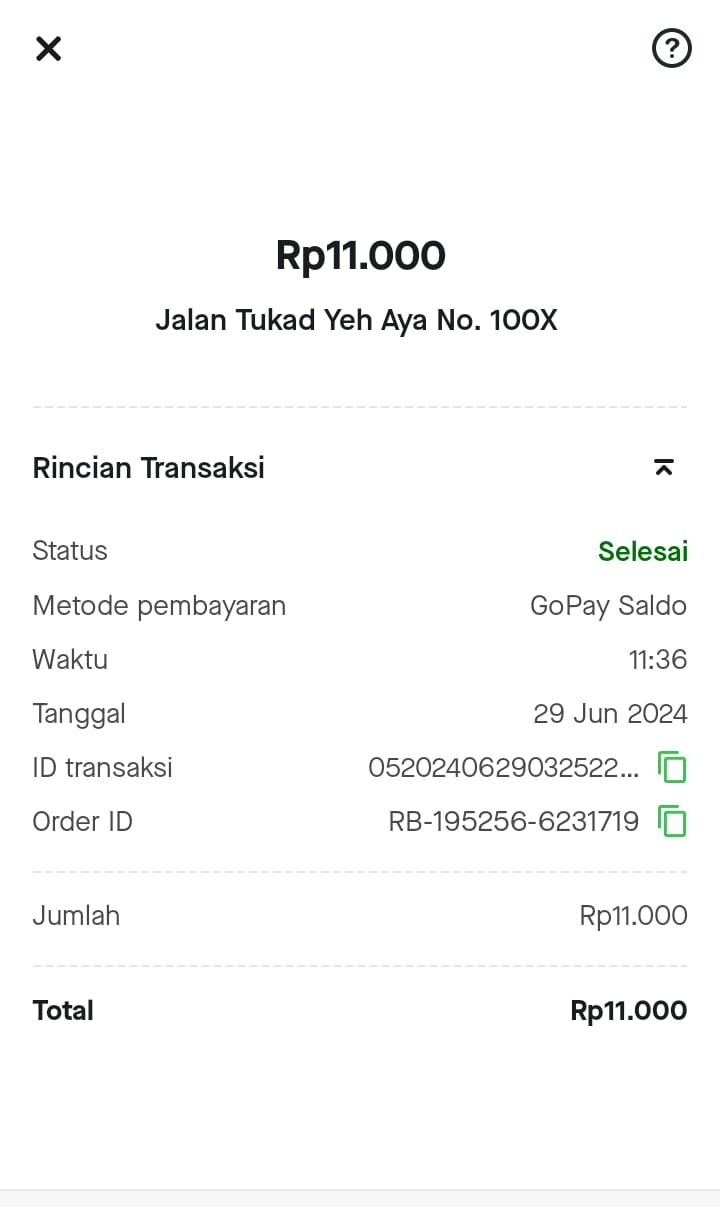 Rp11.000
Jalan Tukad Yeh Aya No. 100X
Rincian Transaksi
Status Selesai
Metode pembayaran GoPay Saldo
Waktu 11:36
Tanggal 29 Jun 2024
ID transaksi 0520240629032522...
Order ID RB-195256-6231719
Jumlah Rp11.000
Total Rp11.000